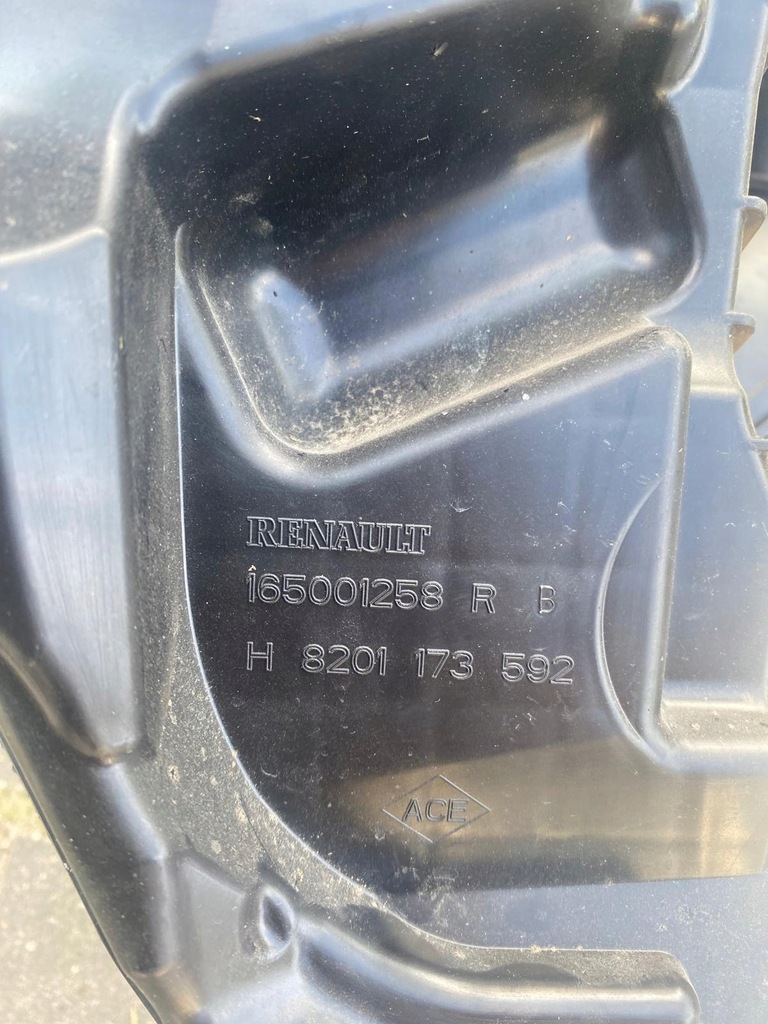 RENAULT
165001258 R B
H 8201 173 592
ACE